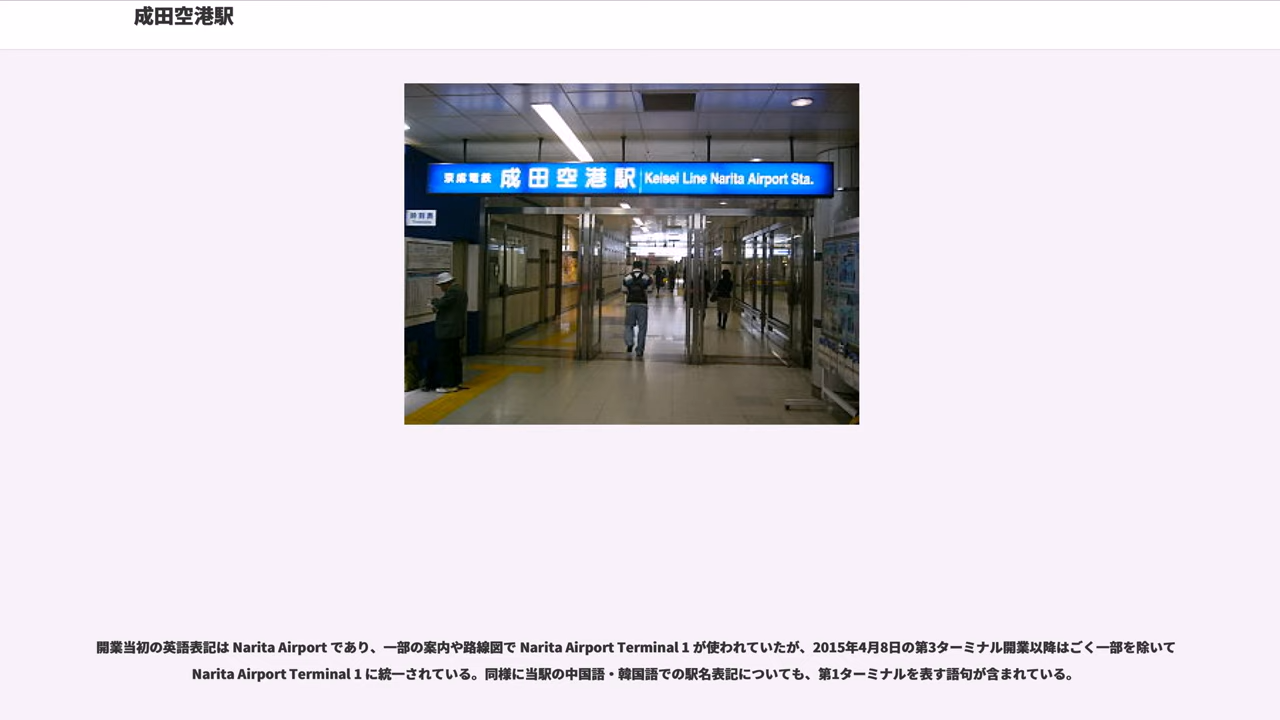 成田空港駅
京成電鉄 成田空港駅 Keisei Line Narita Airport Sta.
時刻表
開業当初の英語表記は Narita Airport であり、一部の案内や路線図で Narita Airport Terminal 1 が使われていたが、2015年4月8日の第3ターミナル開業以降はごく一部を除いて
Narita Airport Terminal 1 に統一されている。同様に当駅の中国語・韓国語での駅名表記についても、第1ターミナルを表す語句が含まれている。